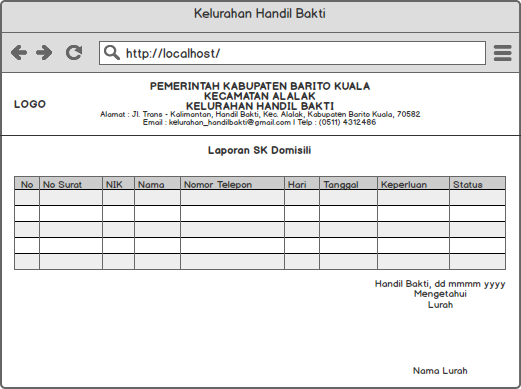 Kelurahan Handil Bakti
http://localhost/
LOGO
PEMERINTAH KABUPATEN BARITO KUALA
KECAMATAN ALALAK
KELURAHAN HANDIL BAKTI
Alamat : Jl. Trans - Kalimantan, Handil Bakti, Kec. Alalak, Kabupaten Barito Kuala, 70582
Email : kelurahan_handilbakti@gmail.com | Telp : (0511) 4312486
Laporan SK Domisili
No No Surat NIK Nama Nomor Telepon Hari Tanggal Keperluan Status
Handil Bakti, dd mmmm yyyy
Mengetahui
Lurah
Nama Lurah